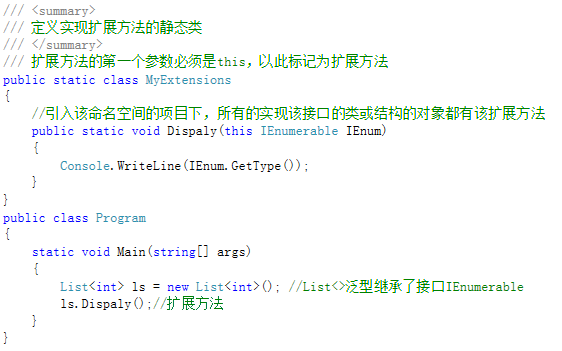 /// <summary>
/// 定义实现扩展方法的静态类
/// </summary>
/// 扩展方法的第一个参数必须是this，以此标记为扩展方法
public static class MyExtensions
{
    //引入该命名空间的项目下，所有的实现该接口的类或结构的对象都有该扩展方法
    public static void Dispaly(this IEnumerable IEnum)
    {
        Console.WriteLine(IEnum.GetType());
    }
}
public class Program
{
    static void Main(string[] args)
    {
        List<int> ls = new List<int>(); //List<>泛型继承了接口IEnumerable
        ls.Dispaly();//扩展方法
    }
}